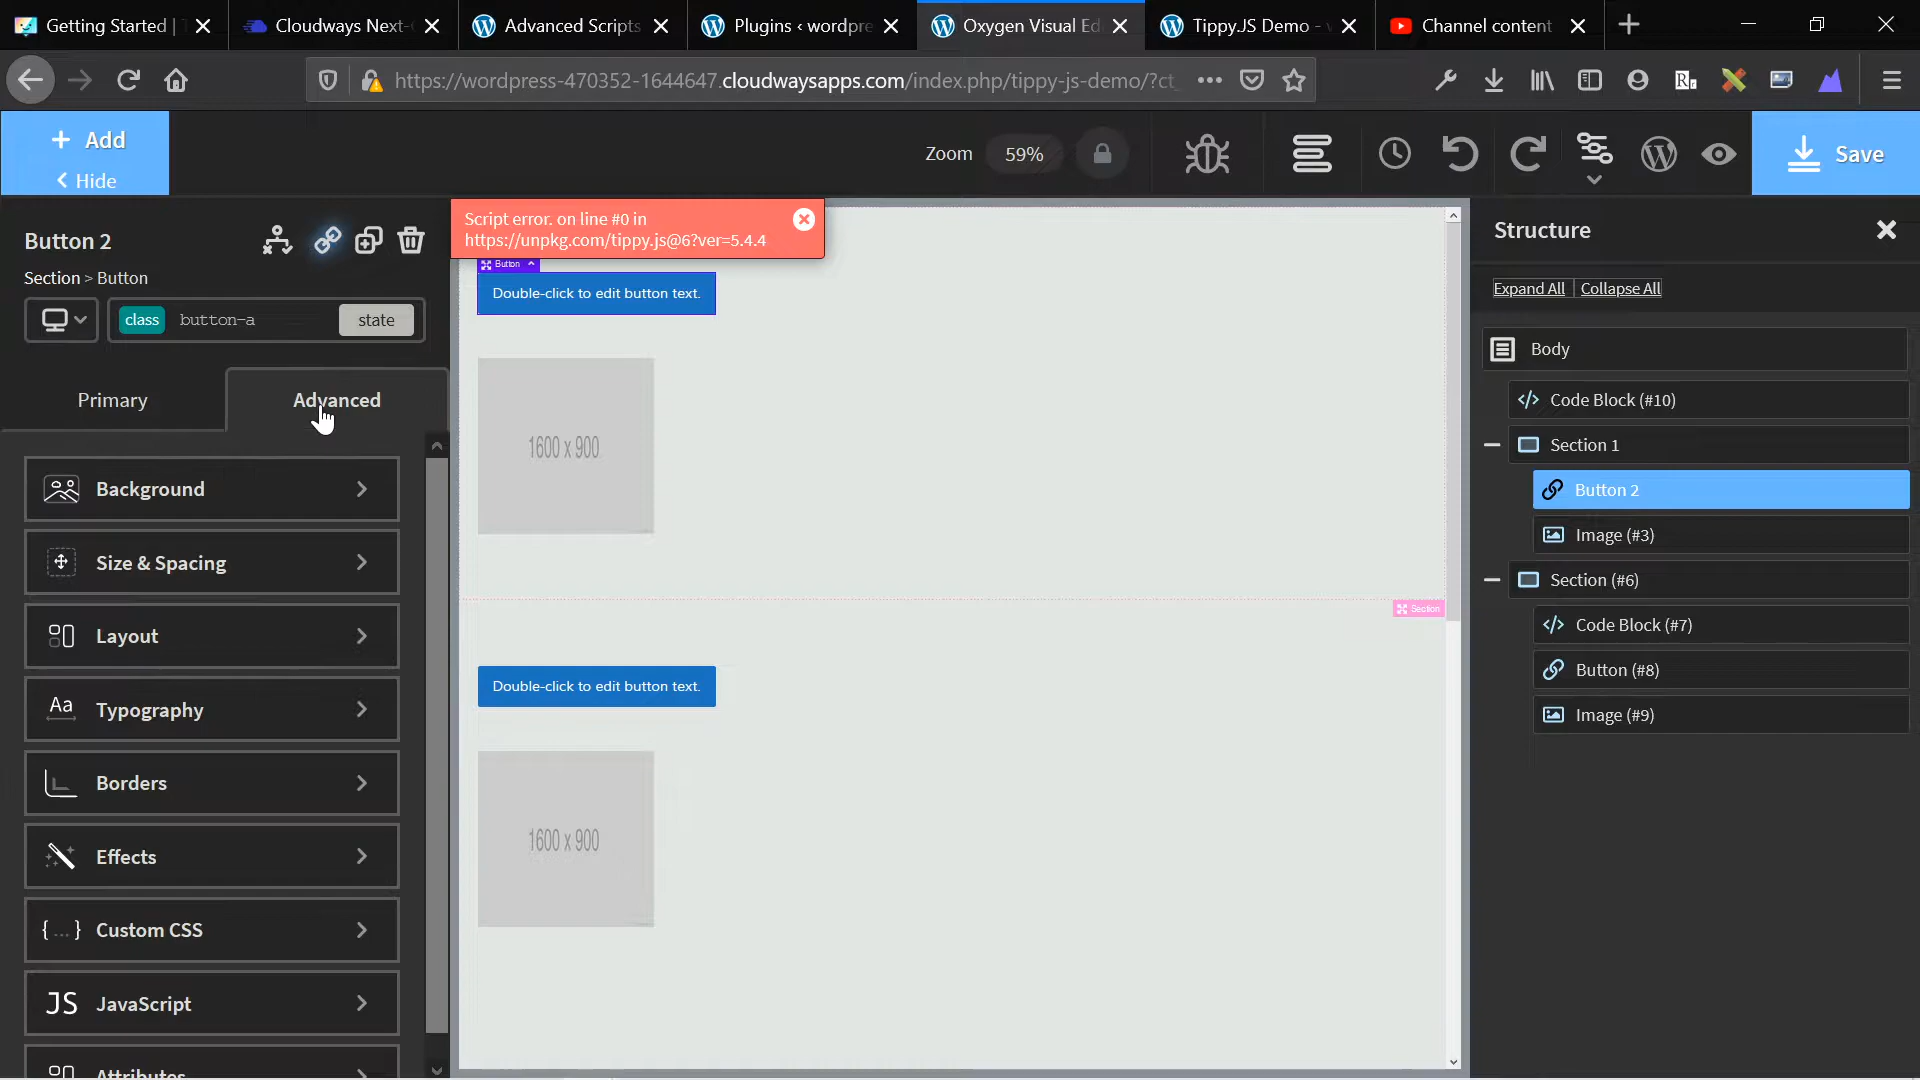 Getting Started |
Cloudways Next-
Advanced Scripts
Plugins ‹ wordpre
Oxygen Visual Ed
Tippy.JS Demo -
Channel content
https://wordpress-470352-1644647.cloudwaysapps.com/index.php/tippy-js-demo/?ct_
+ Add
Hide
Zoom
59%
Save
Script error. on line #0 in
https://unpkg.com/tippy.js@6?ver=5.4.4
Button 2
Section > Button
class
button-a
state
Primary
Advanced
Background
Size & Spacing
Layout
Aa Typography
Borders
Effects
{ ... } Custom CSS
JS JavaScript
Attributes
Button
Double-click to edit button text.
1600 x 900
Section
Double-click to edit button text.
1600 x 900
Structure
Expand All
Collapse All
Body
</> Code Block (#10)
Section 1
Button 2
Image (#3)
Section (#6)
</> Code Block (#7)
Button (#8)
Image (#9)